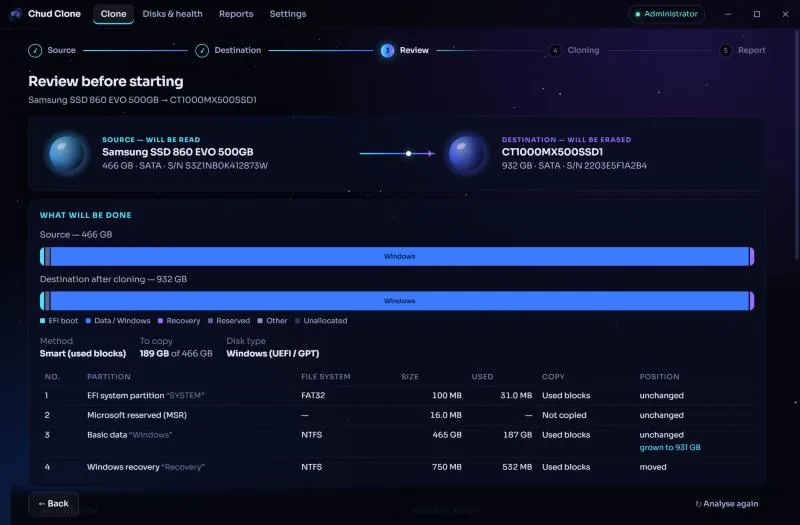 Chud Clone
Clone
Disks & health
Reports
Settings
Administrator
✓ Source
✓ Destination
3 Review
4 Cloning
5 Report
Review before starting
Samsung SSD 860 EVO 500GB → CT1000MX500SSD1
SOURCE — WILL BE READ
Samsung SSD 860 EVO 500GB
466 GB · SATA · S/N S3Z1NB0K412873W
DESTINATION — WILL BE ERASED
CT1000MX500SSD1
932 GB · SATA · S/N 2203E5F1A2B4
WHAT WILL BE DONE
Source — 466 GB
Windows
Destination after cloning — 932 GB
Windows
EFI boot
Data / Windows
Recovery
Reserved
Other
Unallocated
Method
Smart (used blocks)
To copy
189 GB of 466 GB
Disk type
Windows (UEFI / GPT)
NO. PARTITION FILE SYSTEM SIZE USED COPY POSITION
1 EFI system partition "SYSTEM" FAT32 100 MB 31.0 MB Used blocks unchanged
2 Microsoft reserved (MSR) — 16.0 MB — Not copied unchanged
3 Basic data "Windows" NTFS 465 GB 187 GB Used blocks unchanged
grown to 931 GB
4 Windows recovery "Recovery" NTFS 750 MB 532 MB Used blocks moved
← Back
↻ Analyse again